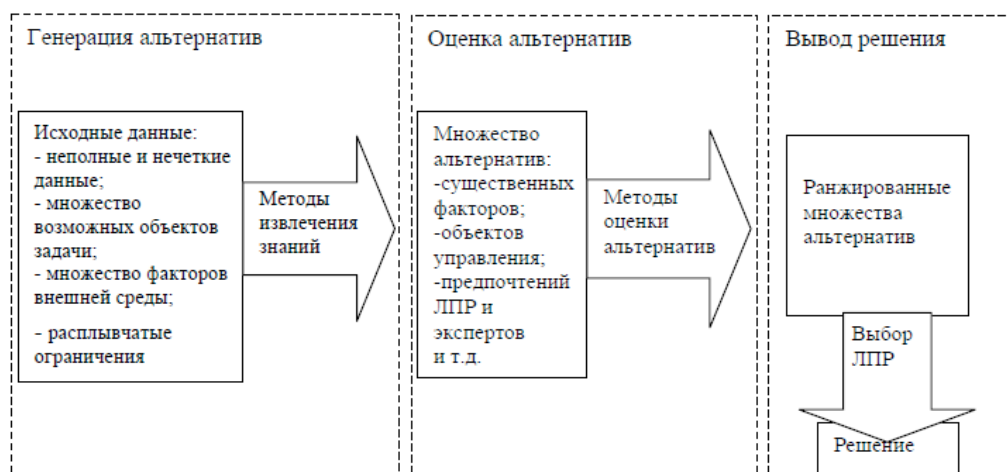 Генерация альтернатив
Исходные данные:
- неполные и нечеткие
данные;
- множество
возможных объектов
задачи;
- множество факторов
внешней среды;
- расплывчатые
ограничения
Методы
извлечения
знаний
Оценка альтернатив
Множество
альтернатив:
-существенных
факторов;
-объектов
управления;
-предпочтений
ЛПР и
экспертов
и т.д.
Методы
оценки
альтернатив
Вывод решения
Ранжированные
множества
альтернатив
Выбор
ЛПР
Решение